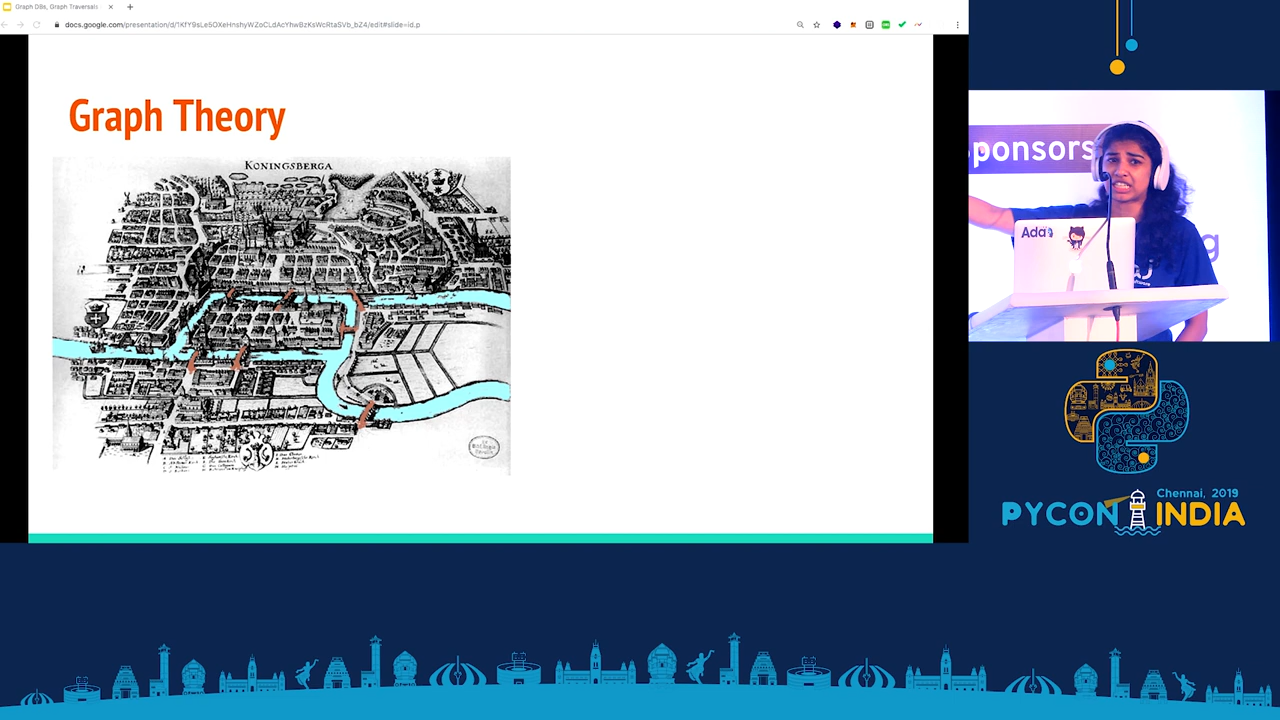 Graph DBs, Graph Traversals
docs.google.com/presentation/d/1KfY9sLe5OXeHnshyWZoCLdAcYhwBzKsWcRtaSVb_bZ4/edit#slide=id.p
Graph Theory
KONINGSBERGA
ponsors
Ada
g
Chennai, 2019
PYCON INDIA